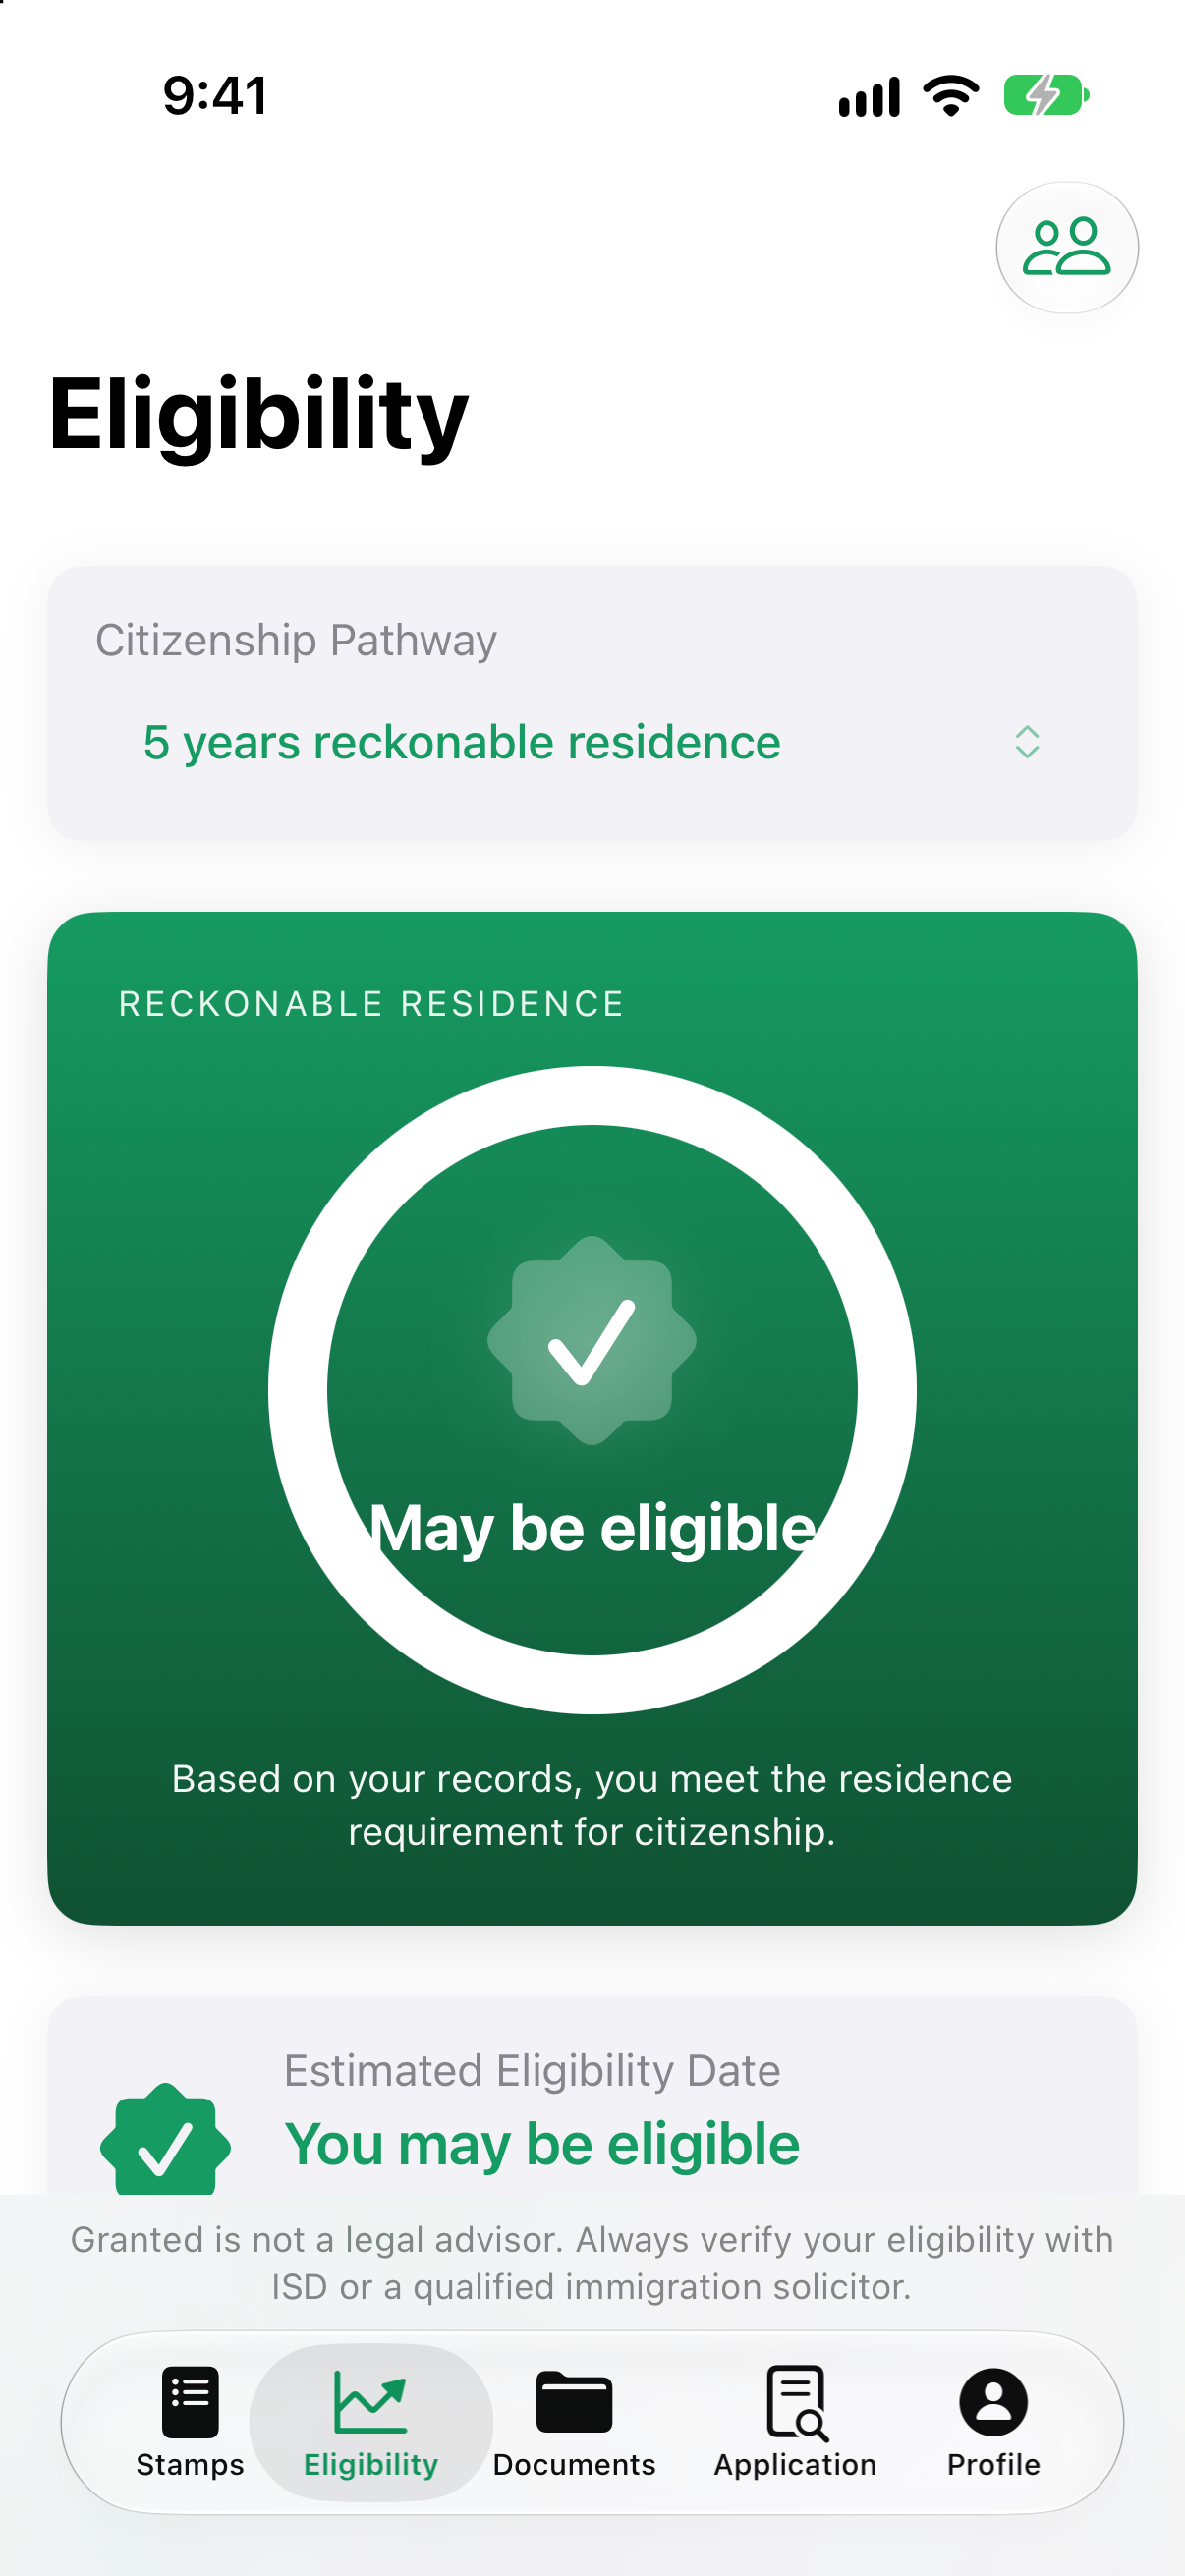 9:41
Eligibility
Citizenship Pathway
5 years reckonable residence
RECKONABLE RESIDENCE
May be eligible
Based on your records, you meet the residence
requirement for citizenship.
Estimated Eligibility Date
You may be eligible
Granted is not a legal advisor. Always verify your eligibility with
ISD or a qualified immigration solicitor.
Stamps Eligibility Documents Application Profile